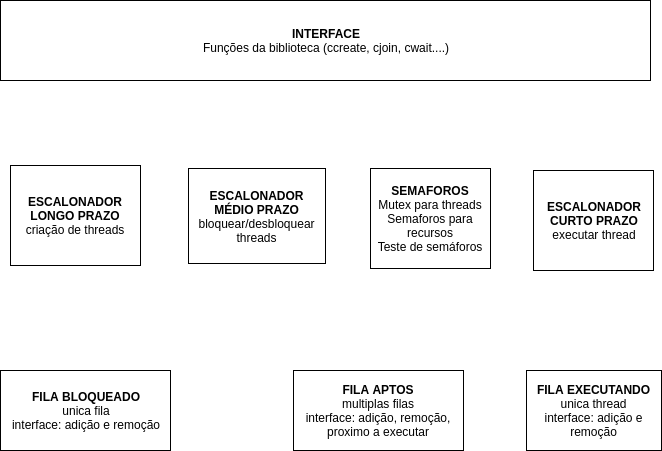 INTERFACE
Funções da biblioteca (ccreate, cjoin, cwait....)
ESCALONADOR
LONGO PRAZO
criação de threads
ESCALONADOR
MÉDIO PRAZO
bloquear/desbloquear
threads
SEMAFOROS
Mutex para threads
Semaforos para
recursos
Teste de semáforos
ESCALONADOR
CURTO PRAZO
executar thread
FILA BLOQUEADO
unica fila
interface: adição e remoção
FILA APTOS
multiplas filas
interface: adição, remoção,
proximo a executar
FILA EXECUTANDO
unica thread
interface: adição e
remoção